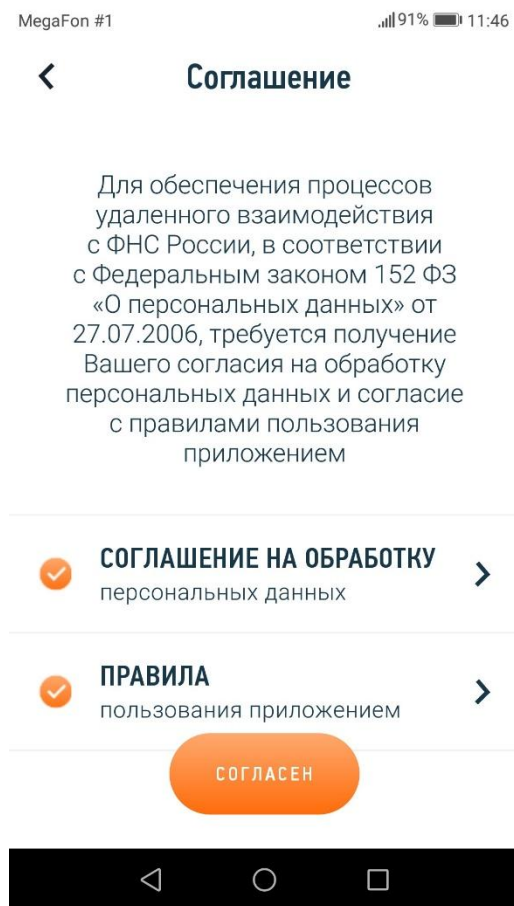 MegaFon #1 91% 11:46
Соглашение
Для обеспечения процессов
удаленного взаимодействия
с ФНС России, в соответствии
с Федеральным законом 152 ФЗ
«О персональных данных» от
27.07.2006, требуется получение
Вашего согласия на обработку
персональных данных и согласие
с правилами пользования
приложением
СОГЛАШЕНИЕ НА ОБРАБОТКУ
персональных данных
ПРАВИЛА
пользования приложением
СОГЛАСЕН